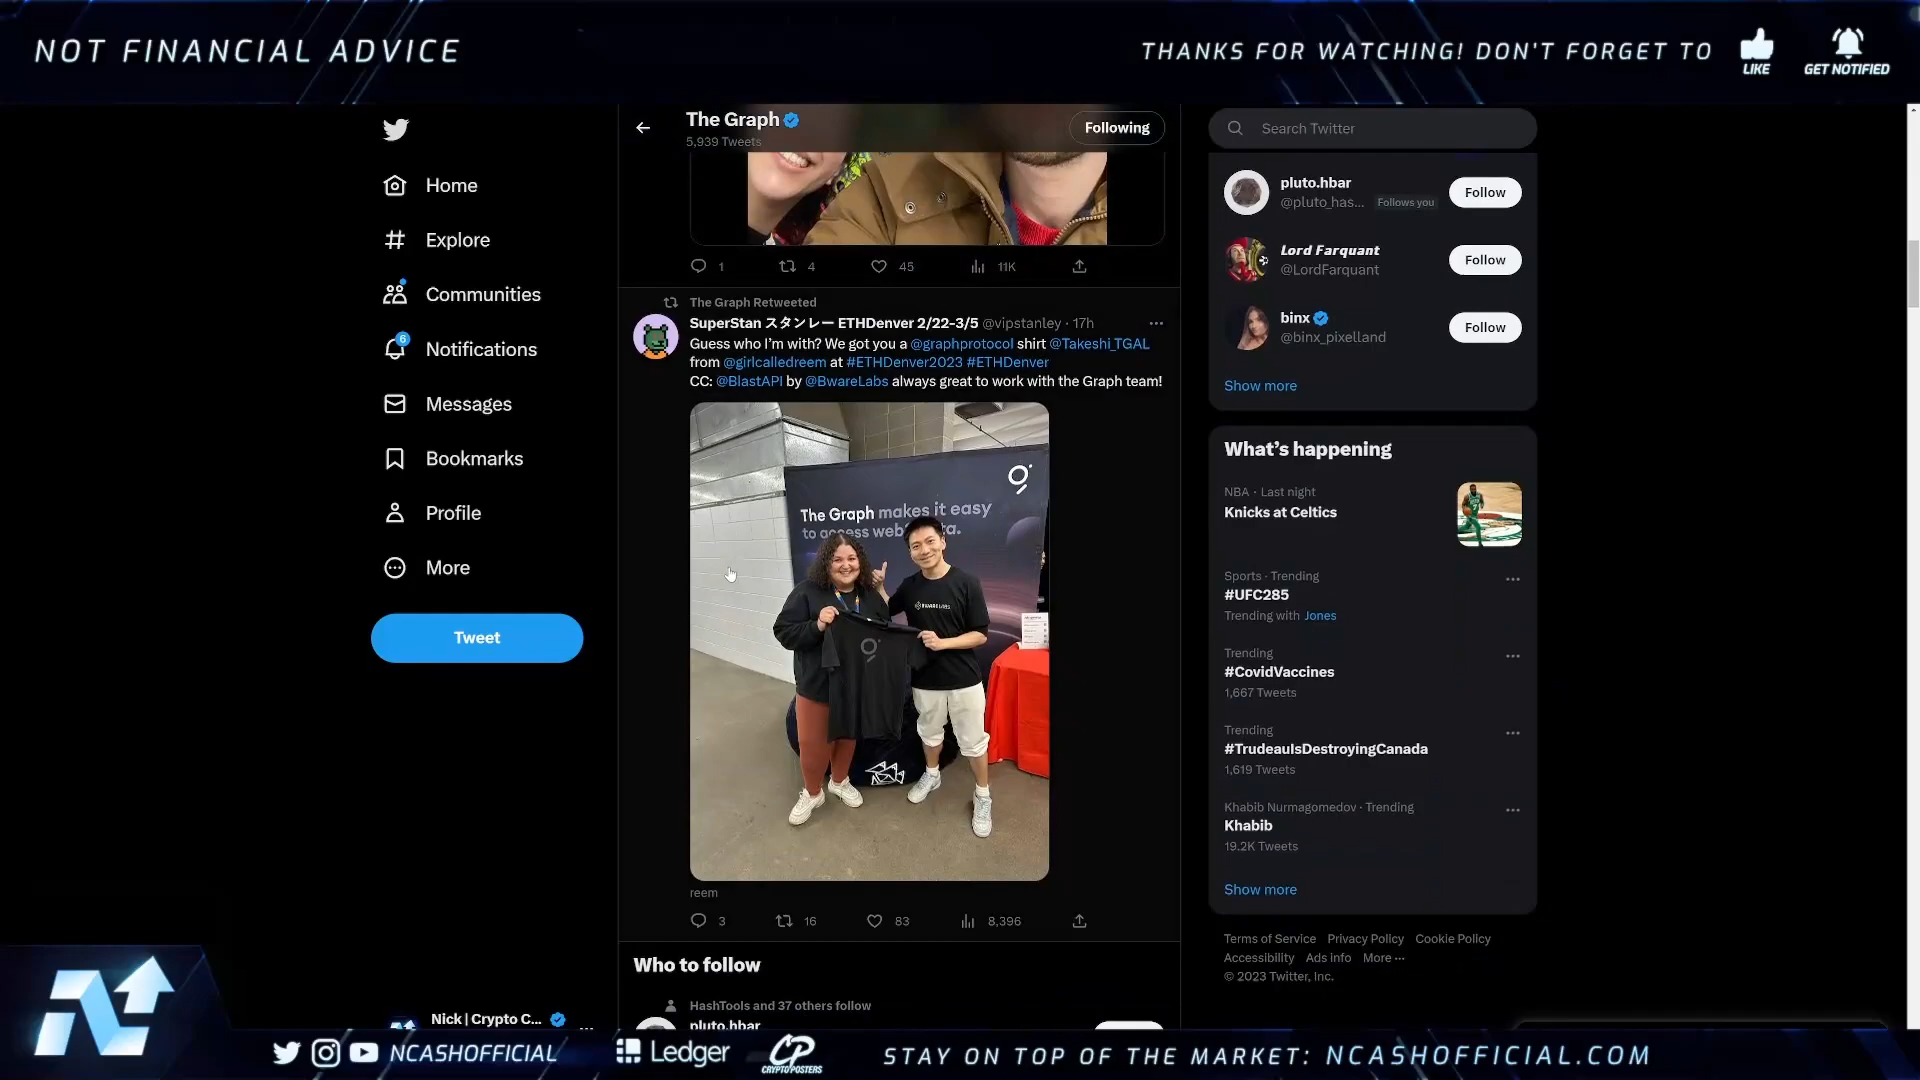 NOT FINANCIAL ADVICE
THANKS FOR WATCHING! DON'T FORGET TO
LIKE
GET NOTIFIED
Home
Explore
Communities
6
Notifications
Messages
Bookmarks
Profile
More
Tweet
Nick | Crypto C...
The Graph
5,939 Tweets
Following
1
4
45
11K
The Graph Retweeted
SuperStan スタンレー ETHDenver 2/22-3/5 @vipstanley · 17h
Guess who I'm with? We got you a @graphprotocol shirt @Takeshi_TGAL
from @girlcalledreem at #ETHDenver2023 #ETHDenver
CC: @BlastAPI by @BwareLabs always great to work with the Graph team!
The Graph makes it easy
BWARE LABS
reem
3
16
83
8,396
Who to follow
HashTools and 37 others follow
pluto.hbar
Search Twitter
pluto.hbar
@pluto_has...
Follows you
Follow
Lord Farquant
@LordFarquant
Follow
binx
@binx_pixelland
Follow
Show more
What's happening
NBA · Last night
Knicks at Celtics
Sports · Trending
#UFC285
Trending with Jones
Trending
#CovidVaccines
1,667 Tweets
Trending
#TrudeauIsDestroyingCanada
1,619 Tweets
Khabib Nurmagomedov · Trending
Khabib
19.2K Tweets
Show more
Terms of Service Privacy Policy Cookie Policy
Accessibility Ads info More ···
© 2023 Twitter, Inc.
NCASHOFFICIAL
Ledger
CP
CRYPTOPOSTERS
STAY ON TOP OF THE MARKET: NCASHOFFICIAL.COM